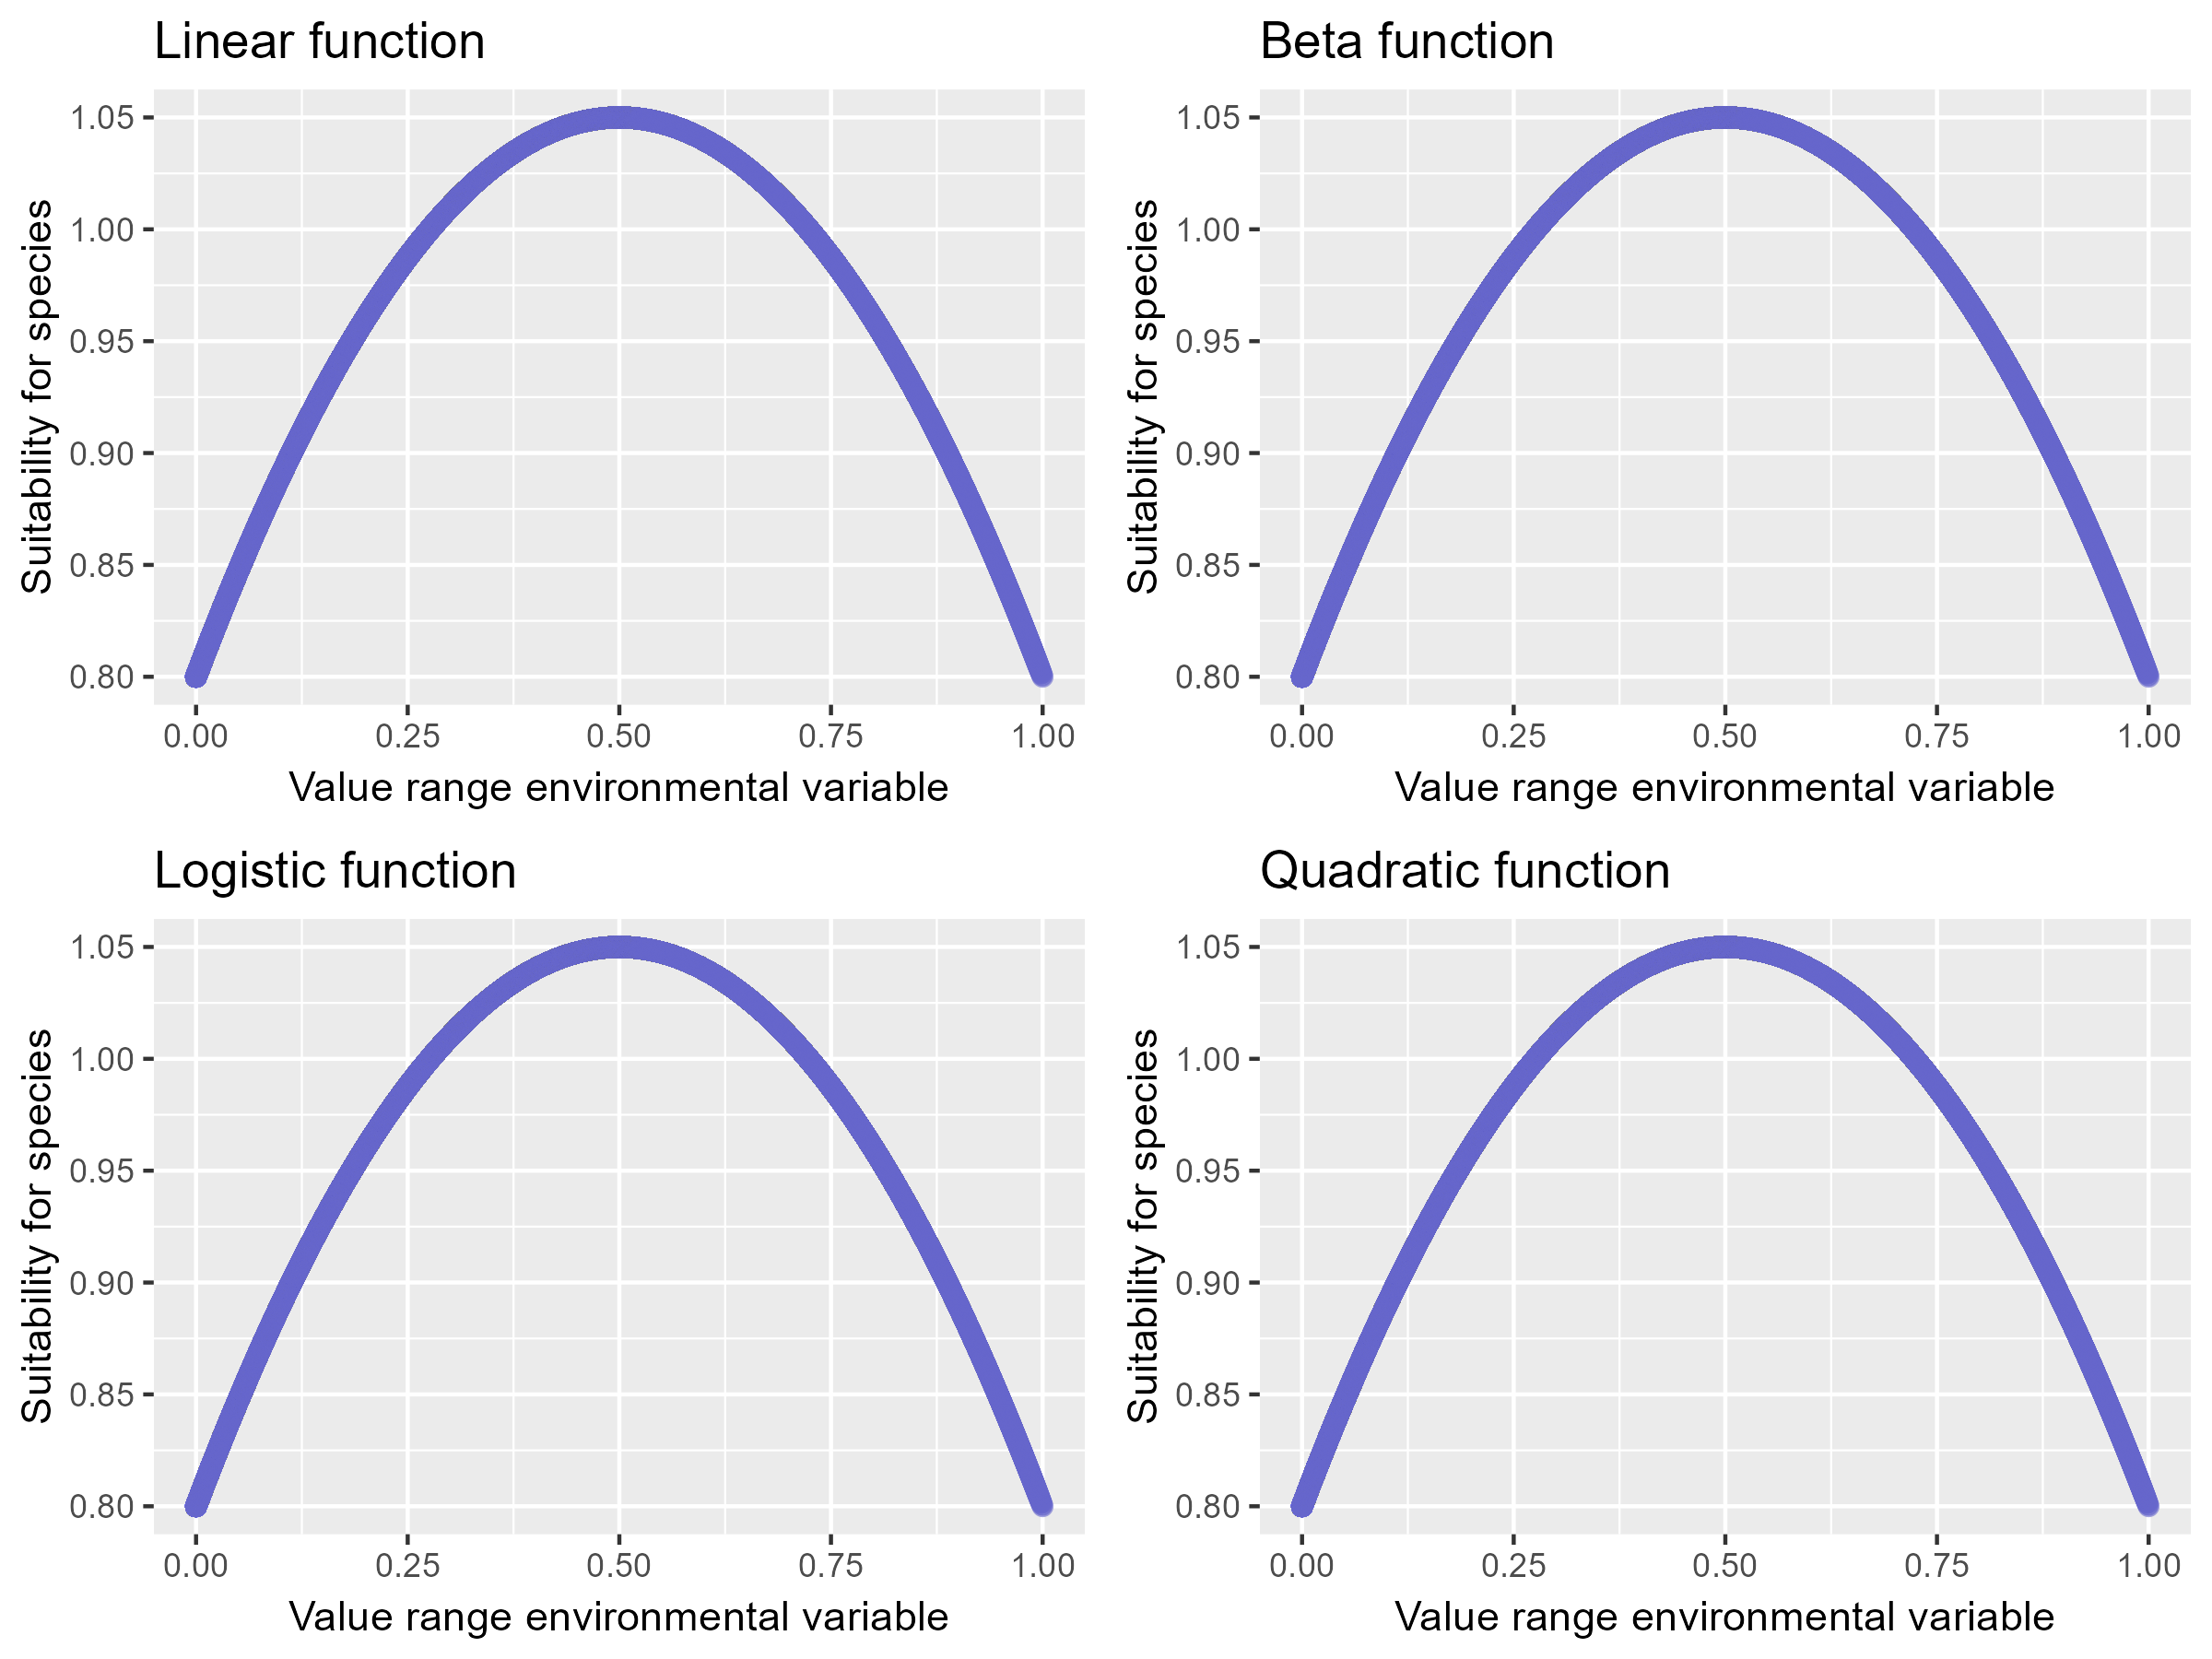 Linear function
1.05
1.00
0.95
0.90
0.85
0.80
Suitability for species
0.00 0.25 0.50 0.75 1.00
Value range environmental variable
Beta function
1.05
1.00
0.95
0.90
0.85
0.80
Suitability for species
0.00 0.25 0.50 0.75 1.00
Value range environmental variable
Logistic function
1.05
1.00
0.95
0.90
0.85
0.80
Suitability for species
0.00 0.25 0.50 0.75 1.00
Value range environmental variable
Quadratic function
1.05
1.00
0.95
0.90
0.85
0.80
Suitability for species
0.00 0.25 0.50 0.75 1.00
Value range environmental variable